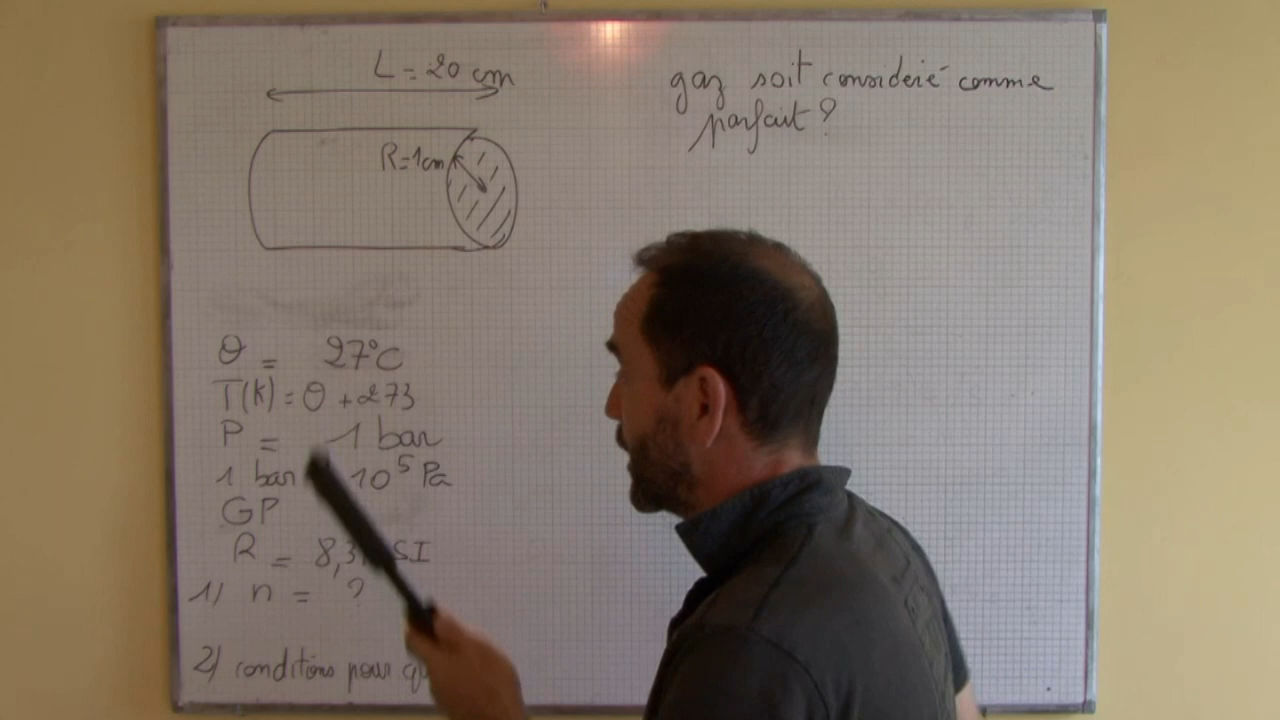 L = 20 cm
R=1cm
θ = 27°C
T(K) = θ + 273
P = 1 bar
1 bar 10⁵ Pa
GP
R = 8,3 SI
1) n = ?
2) conditions pour
gaz soit considéré comme
parfait ?